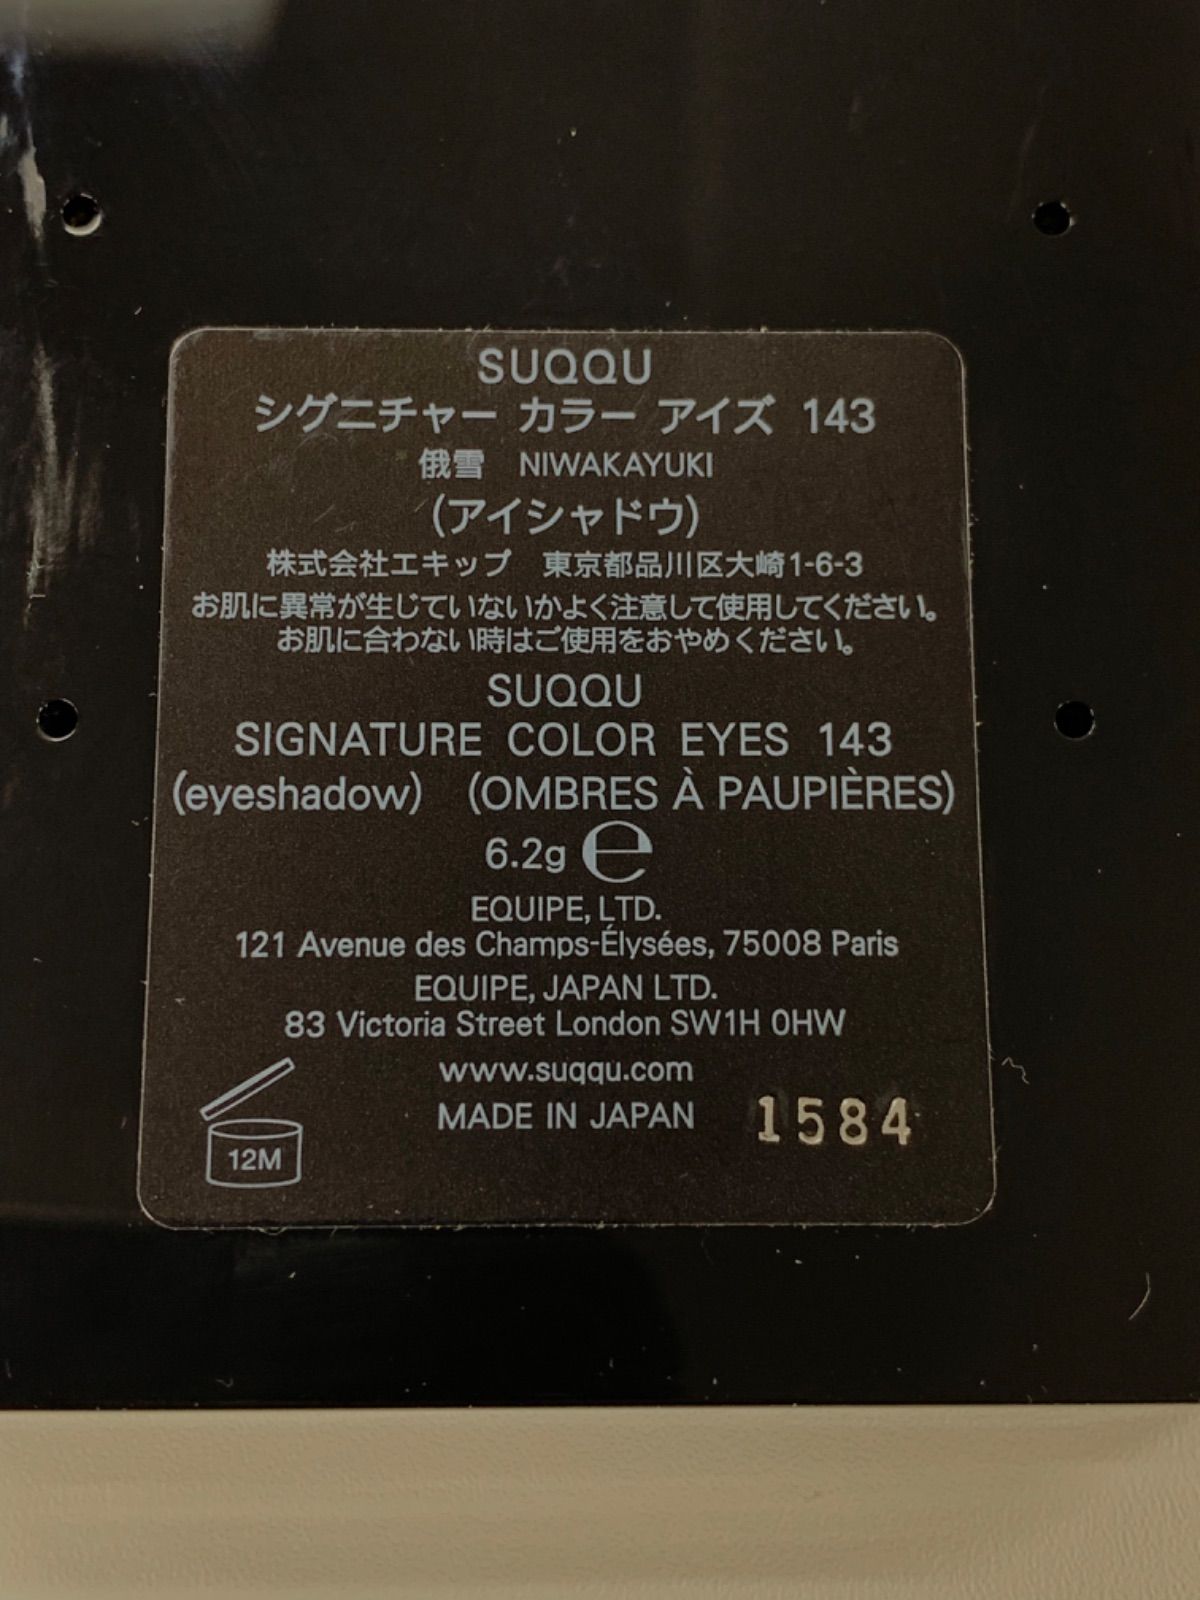 SUQQU
シグニチャー カラー アイズ 143
俄雪 NIWAKAYUKI
(アイシャドウ)
株式会社エキップ 東京都品川区大崎1-6-3
お肌に異常が生じていないかよく注意して使用してください。
お肌に合わない時はご使用をおやめください。
SUQQU
SIGNATURE COLOR EYES 143
(eyeshadow) (OMBRES À PAUPIÈRES)
6.2g ℮
EQUIPE, LTD.
121 Avenue des Champs-Élysées, 75008 Paris
EQUIPE, JAPAN LTD.
83 Victoria Street London SW1H 0HW
www.suqqu.com
MADE IN JAPAN
1584
12M